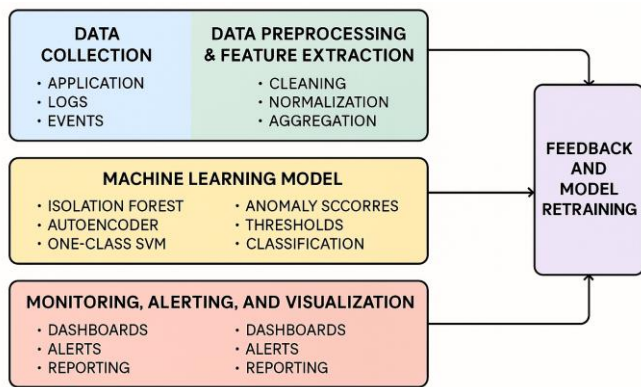 DATA
COLLECTION
• APPLICATION
• LOGS
• EVENTS
DATA PREPROCESSING
& FEATURE EXTRACTION
• CLEANING
• NORMALIZATION
• AGGREGATION
MACHINE LEARNING MODEL
• ISOLATION FOREST
• AUTOENCODER
• ONE-CLASS SVM
• ANOMALY SCCORRES
• THRESHOLDS
• CLASSIFICATION
MONITORING, ALERTING, AND VISUALIZATION
• DASHBOARDS
• ALERTS
• REPORTING
• DASHBOARDS
• ALERTS
• REPORTING
FEEDBACK
AND
MODEL
RETRAINING